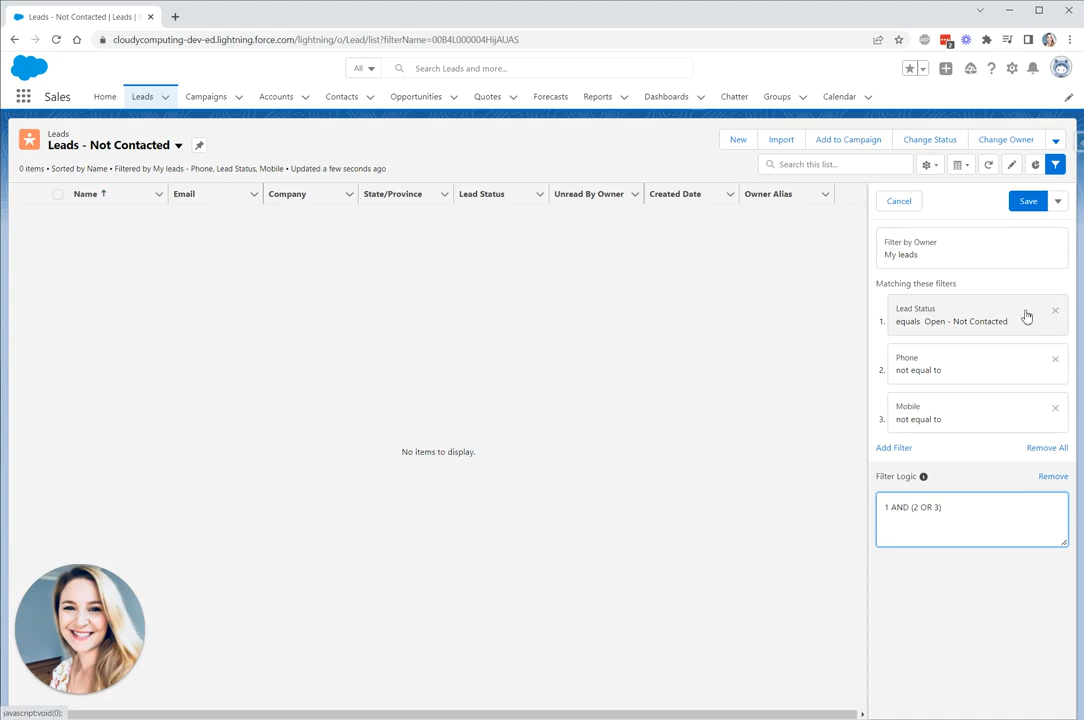 Leads - Not Contacted | Leads | S
cloudycomputing-dev-ed.lightning.force.com/lightning/o/Lead/list?filterName=00B4L000004HijAUAS
2
All
Search Leads and more...
Sales
Home
Leads
Campaigns
Accounts
Contacts
Opportunities
Quotes
Forecasts
Reports
Dashboards
Chatter
Groups
Calendar
Leads
Leads - Not Contacted
New
Import
Add to Campaign
Change Status
Change Owner
0 items • Sorted by Name • Filtered by My leads - Phone, Lead Status, Mobile • Updated a few seconds ago
Search this list...
Name
Email
Company
State/Province
Lead Status
Unread By Owner
Created Date
Owner Alias
No items to display.
Cancel
Save
Filter by Owner
My leads
Matching these filters
Lead Status
1. equals Open - Not Contacted
Phone
2. not equal to
Mobile
3. not equal to
Add Filter
Remove All
Filter Logic
Remove
1 AND (2 OR 3)
javascript:void(0);